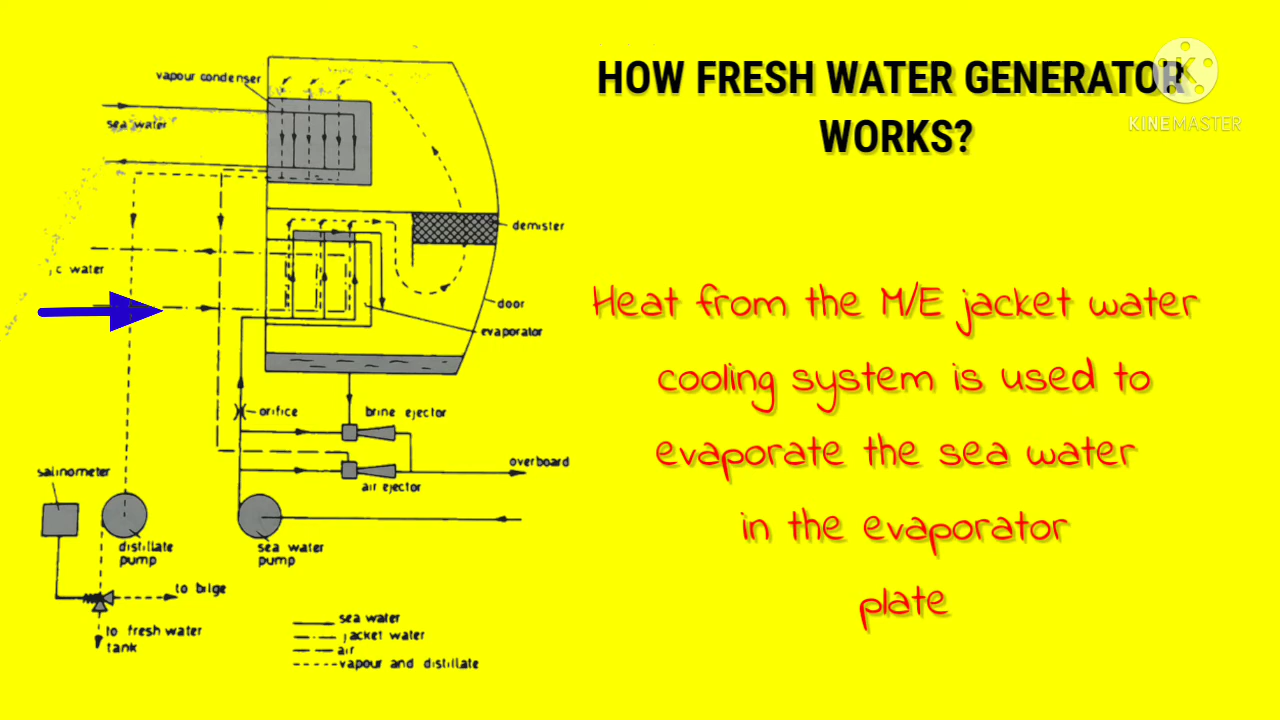 HOW FRESH WATER GENERATOR
WORKS?
KINEMASTER
Heat from the M/E jacket water
cooling system is used to
evaporate the sea water
in the evaporator
plate
vapour condenser
sea water
demister
c water
door
evaporator
orifice
brine ejector
overboard
air ejector
salinometer
distillate
pump
sea water
pump
to bilge
to fresh water
tank
sea water
jacket water
air
vapour and distillate